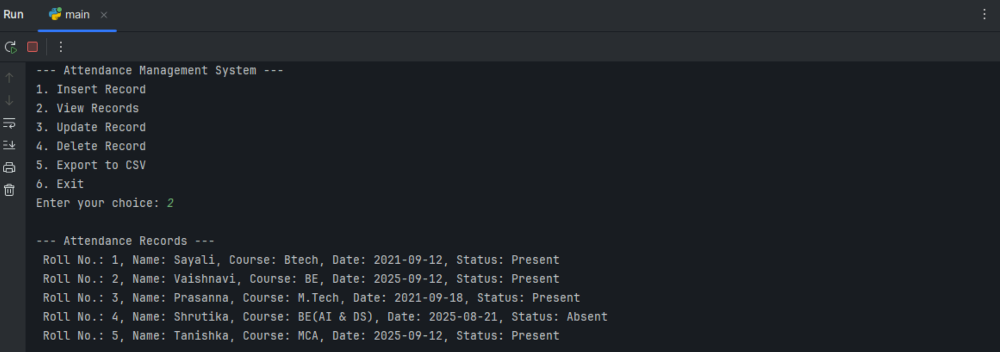 Run main
--- Attendance Management System ---
1. Insert Record
2. View Records
3. Update Record
4. Delete Record
5. Export to CSV
6. Exit
Enter your choice: 2
--- Attendance Records ---
Roll No.: 1, Name: Sayali, Course: Btech, Date: 2021-09-12, Status: Present
Roll No.: 2, Name: Vaishnavi, Course: BE, Date: 2025-09-12, Status: Present
Roll No.: 3, Name: Prasanna, Course: M.Tech, Date: 2021-09-18, Status: Present
Roll No.: 4, Name: Shrutika, Course: BE(AI & DS), Date: 2025-08-21, Status: Absent
Roll No.: 5, Name: Tanishka, Course: MCA, Date: 2025-09-12, Status: Present